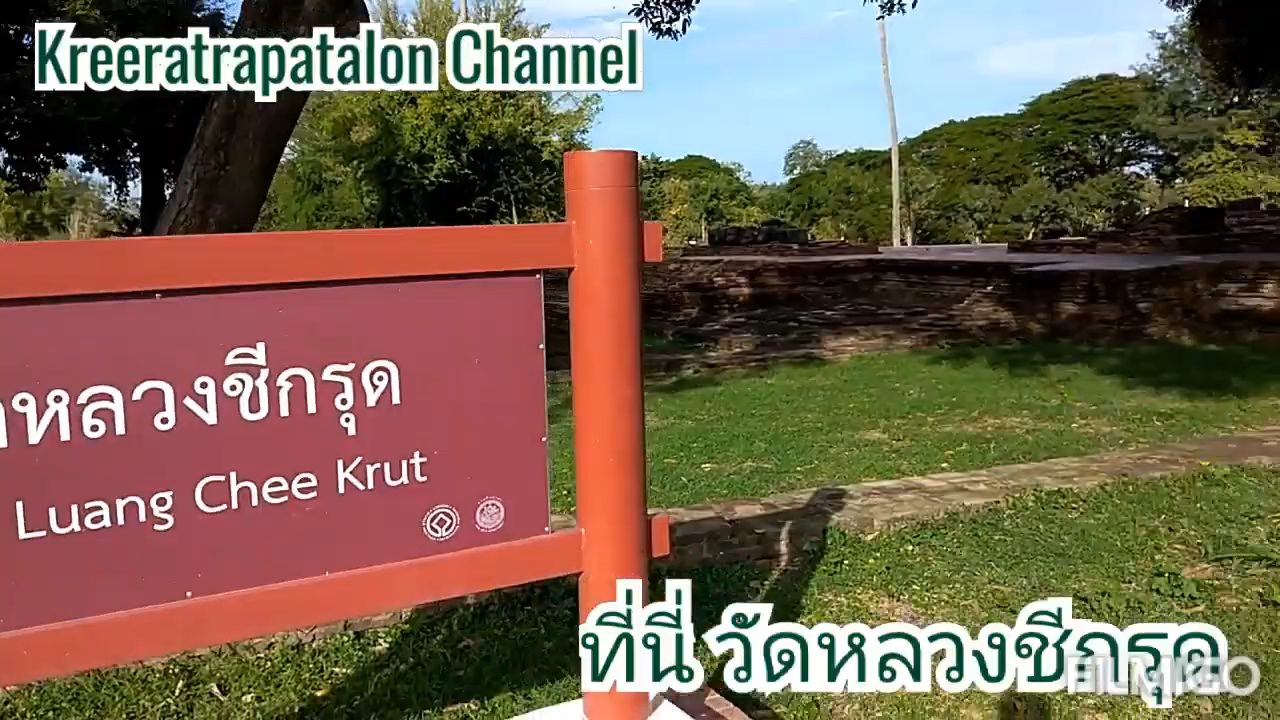 Kreeratrapatalon Channel
หลวงชีกรุด
Luang Chee Krut
ที่นี่ วัดหลวงชีกรุด
FILMIGO